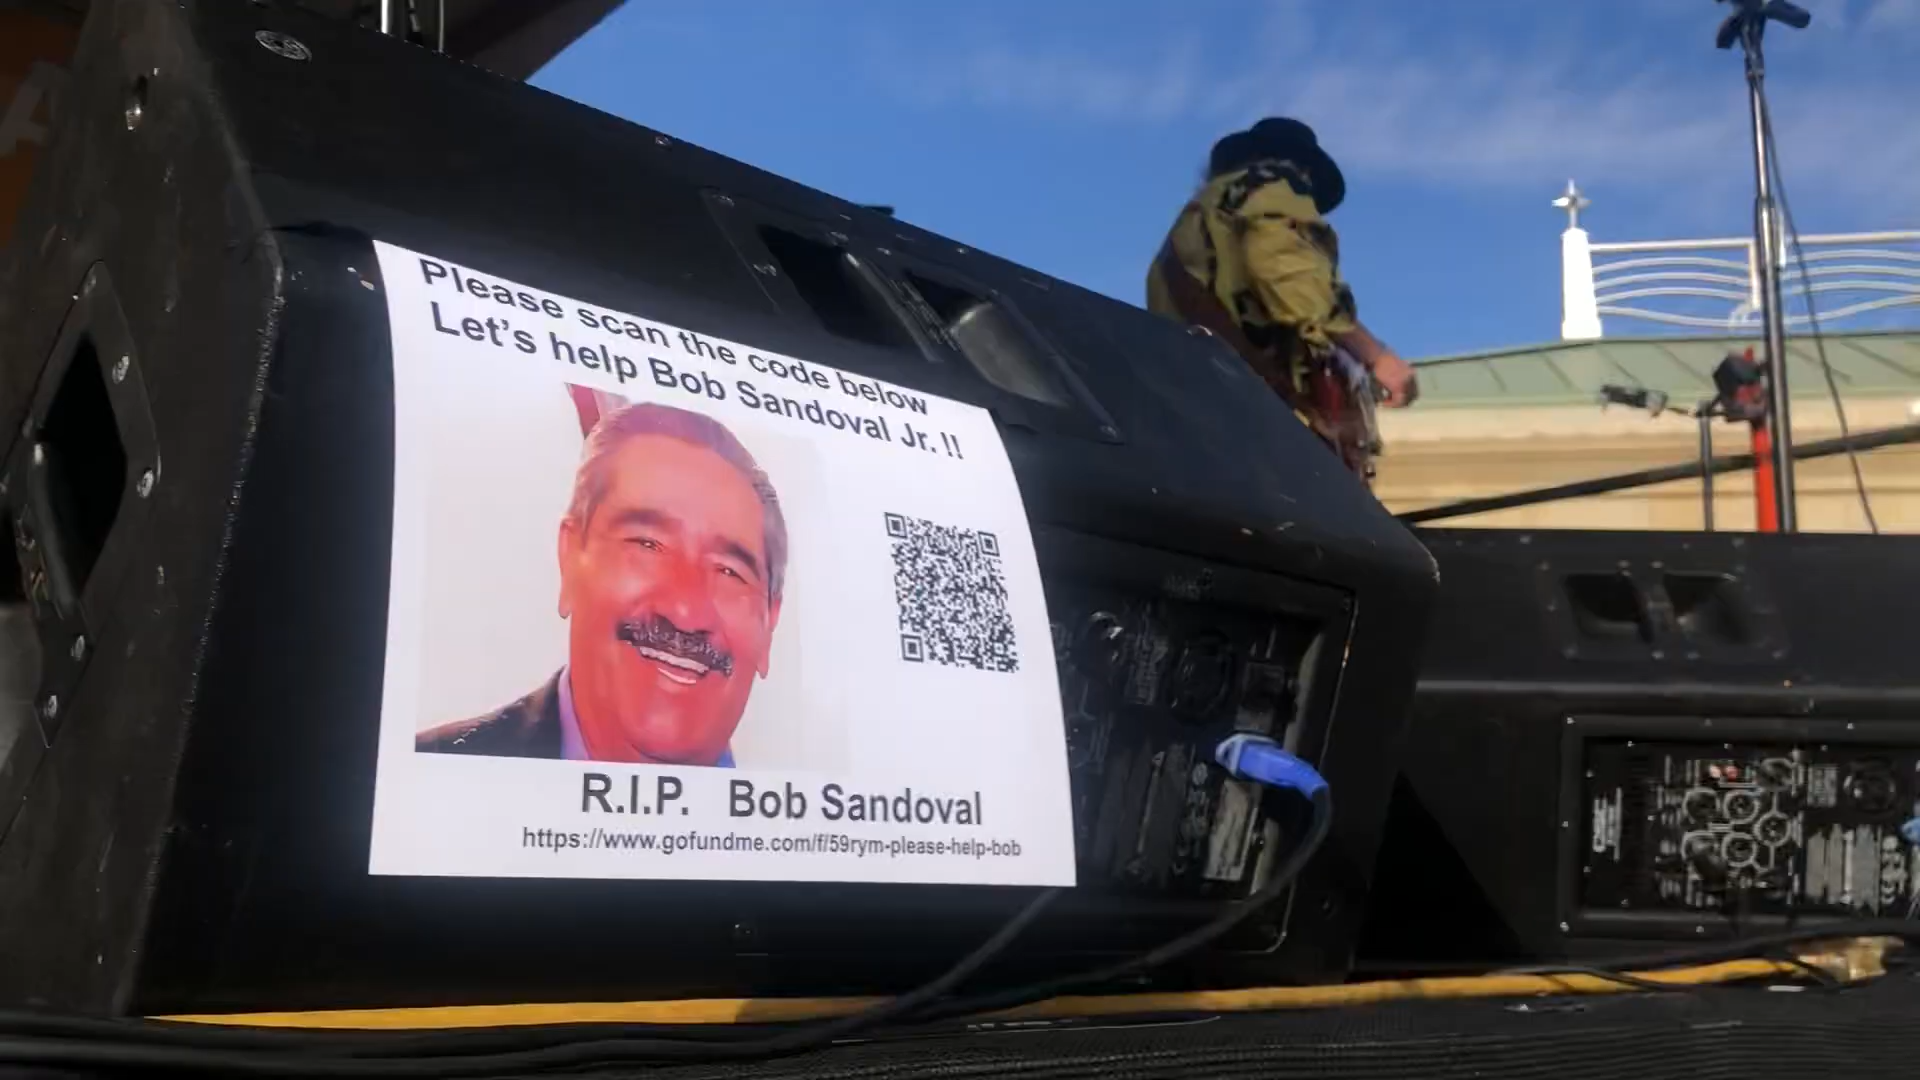 Please scan the code below
Let's help Bob Sandoval Jr. !!
R.I.P. Bob Sandoval
https://www.gofundme.com/f/59rym-please-help-bob